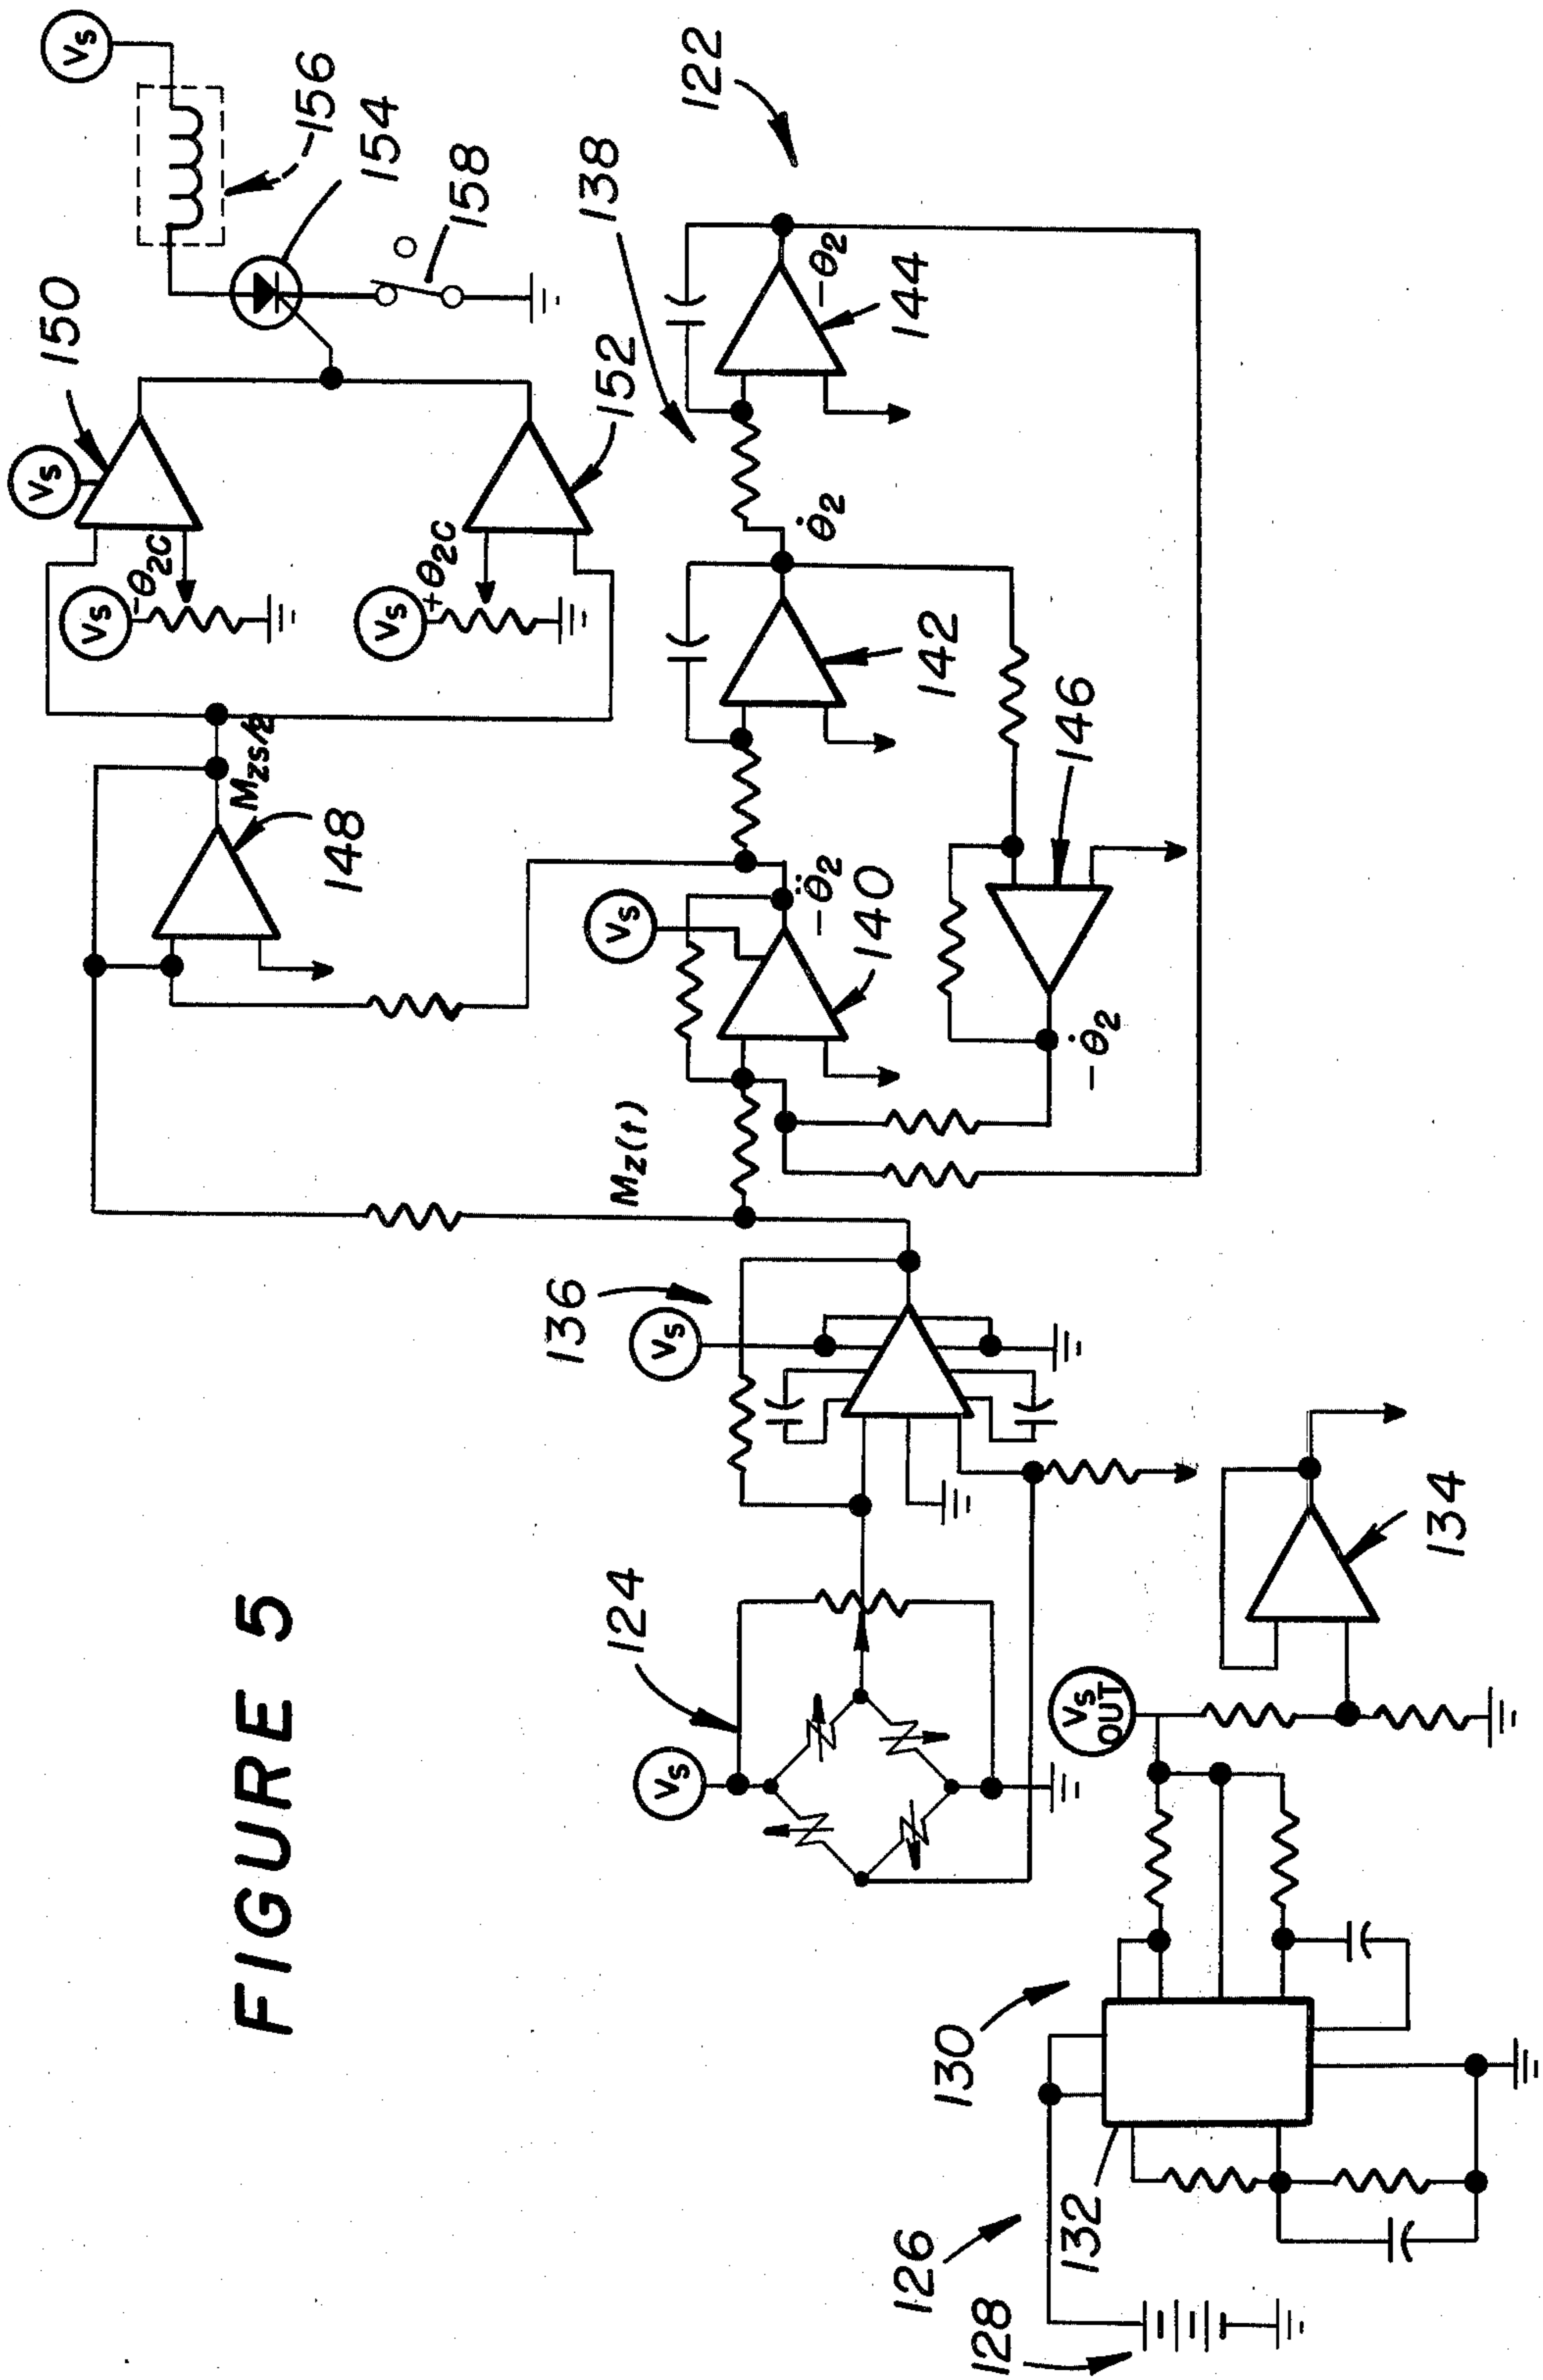 FIGURE 5
Vs
150
Vs
-θ2C
Vs
156
154
158
Vs
+θ2C
152
148
Mzs/2
122
138
Vs
-θ̈2
140
θ̇2
142
-θ2
144
146
-θ̇2
Mz(t)
136
Vs
124
Vs
134
Vs
OUT
130
132
126
128